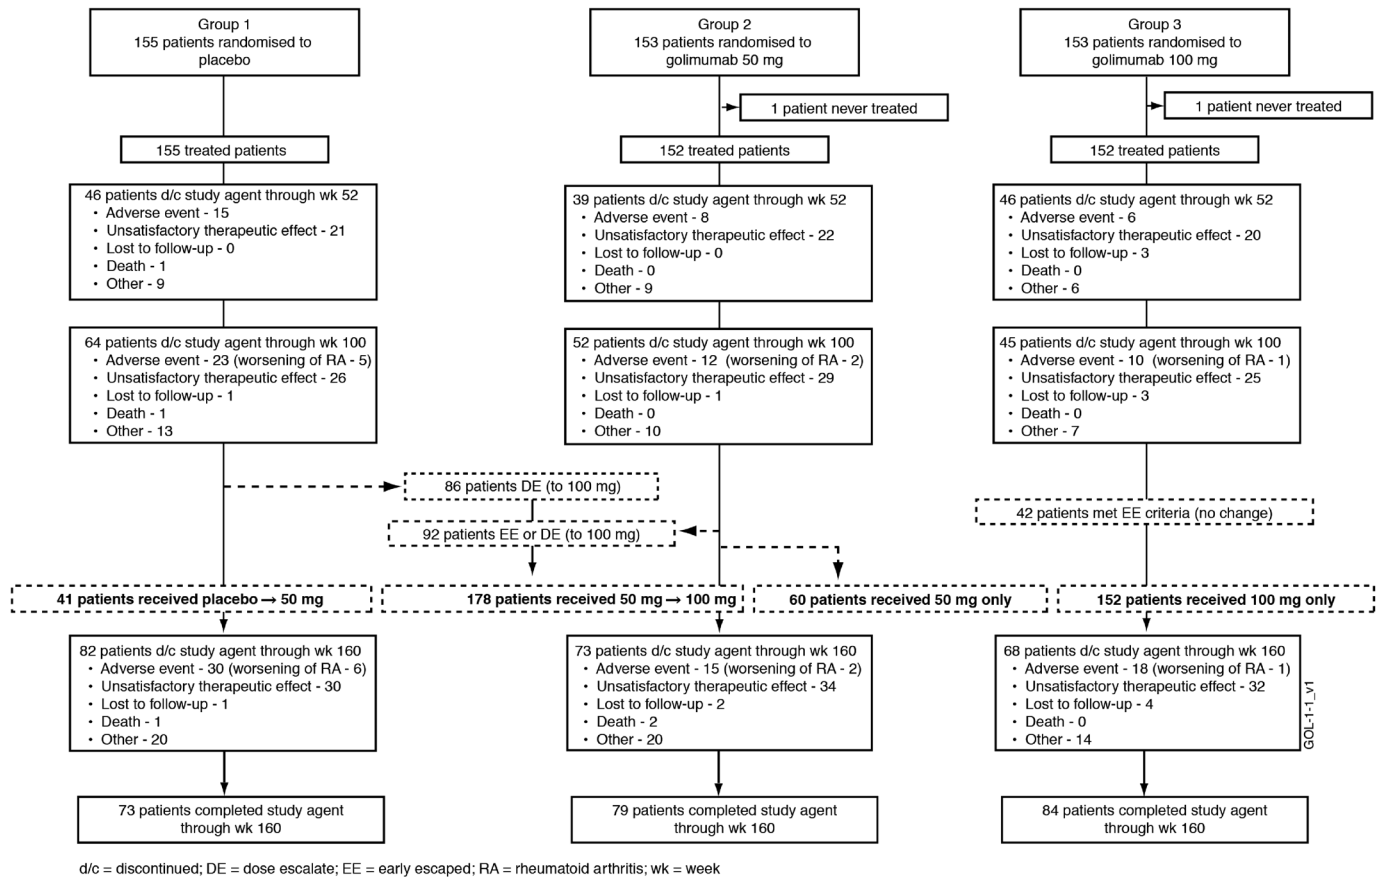 Group 1
155 patients randomised to
placebo
Group 2
153 patients randomised to
golimumab 50 mg
Group 3
153 patients randomised to
golimumab 100 mg
1 patient never treated
1 patient never treated
155 treated patients
152 treated patients
152 treated patients
46 patients d/c study agent through wk 52
• Adverse event - 15
• Unsatisfactory therapeutic effect - 21
• Lost to follow-up - 0
• Death - 1
• Other - 9
39 patients d/c study agent through wk 52
• Adverse event - 8
• Unsatisfactory therapeutic effect - 22
• Lost to follow-up - 0
• Death - 0
• Other - 9
46 patients d/c study agent through wk 52
• Adverse event - 6
• Unsatisfactory therapeutic effect - 20
• Lost to follow-up - 3
• Death - 0
• Other - 6
64 patients d/c study agent through wk 100
• Adverse event - 23 (worsening of RA - 5)
• Unsatisfactory therapeutic effect - 26
• Lost to follow-up - 1
• Death - 1
• Other - 13
52 patients d/c study agent through wk 100
• Adverse event - 12 (worsening of RA - 2)
• Unsatisfactory therapeutic effect - 29
• Lost to follow-up - 1
• Death - 0
• Other - 10
45 patients d/c study agent through wk 100
• Adverse event - 10 (worsening of RA - 1)
• Unsatisfactory therapeutic effect - 25
• Lost to follow-up - 3
• Death - 0
• Other - 7
86 patients DE (to 100 mg)
92 patients EE or DE (to 100 mg)
42 patients met EE criteria (no change)
41 patients received placebo → 50 mg
178 patients received 50 mg → 100 mg
60 patients received 50 mg only
152 patients received 100 mg only
82 patients d/c study agent through wk 160
• Adverse event - 30 (worsening of RA - 6)
• Unsatisfactory therapeutic effect - 30
• Lost to follow-up - 1
• Death - 1
• Other - 20
73 patients d/c study agent through wk 160
• Adverse event - 15 (worsening of RA - 2)
• Unsatisfactory therapeutic effect - 34
• Lost to follow-up - 2
• Death - 2
• Other - 20
68 patients d/c study agent through wk 160
• Adverse event - 18 (worsening of RA - 1)
• Unsatisfactory therapeutic effect - 32
• Lost to follow-up - 4
• Death - 0
• Other - 14
GOL-1-1_v1
73 patients completed study agent
through wk 160
79 patients completed study agent
through wk 160
84 patients completed study agent
through wk 160
d/c = discontinued; DE = dose escalate; EE = early escaped; RA = rheumatoid arthritis; wk = week